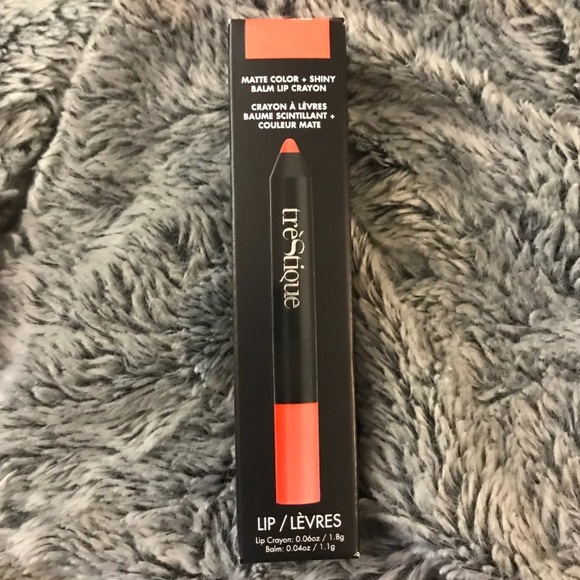 MATTE COLOR + SHINY
BALM LIP CRAYON
CRAYON À LÈVRES
BAUME SCINTILLANT +
COULEUR MATE
trèStique
LIP / LÈVRES
Lip Crayon: 0.06oz / 1.8g
Balm: 0.04oz / 1.1g